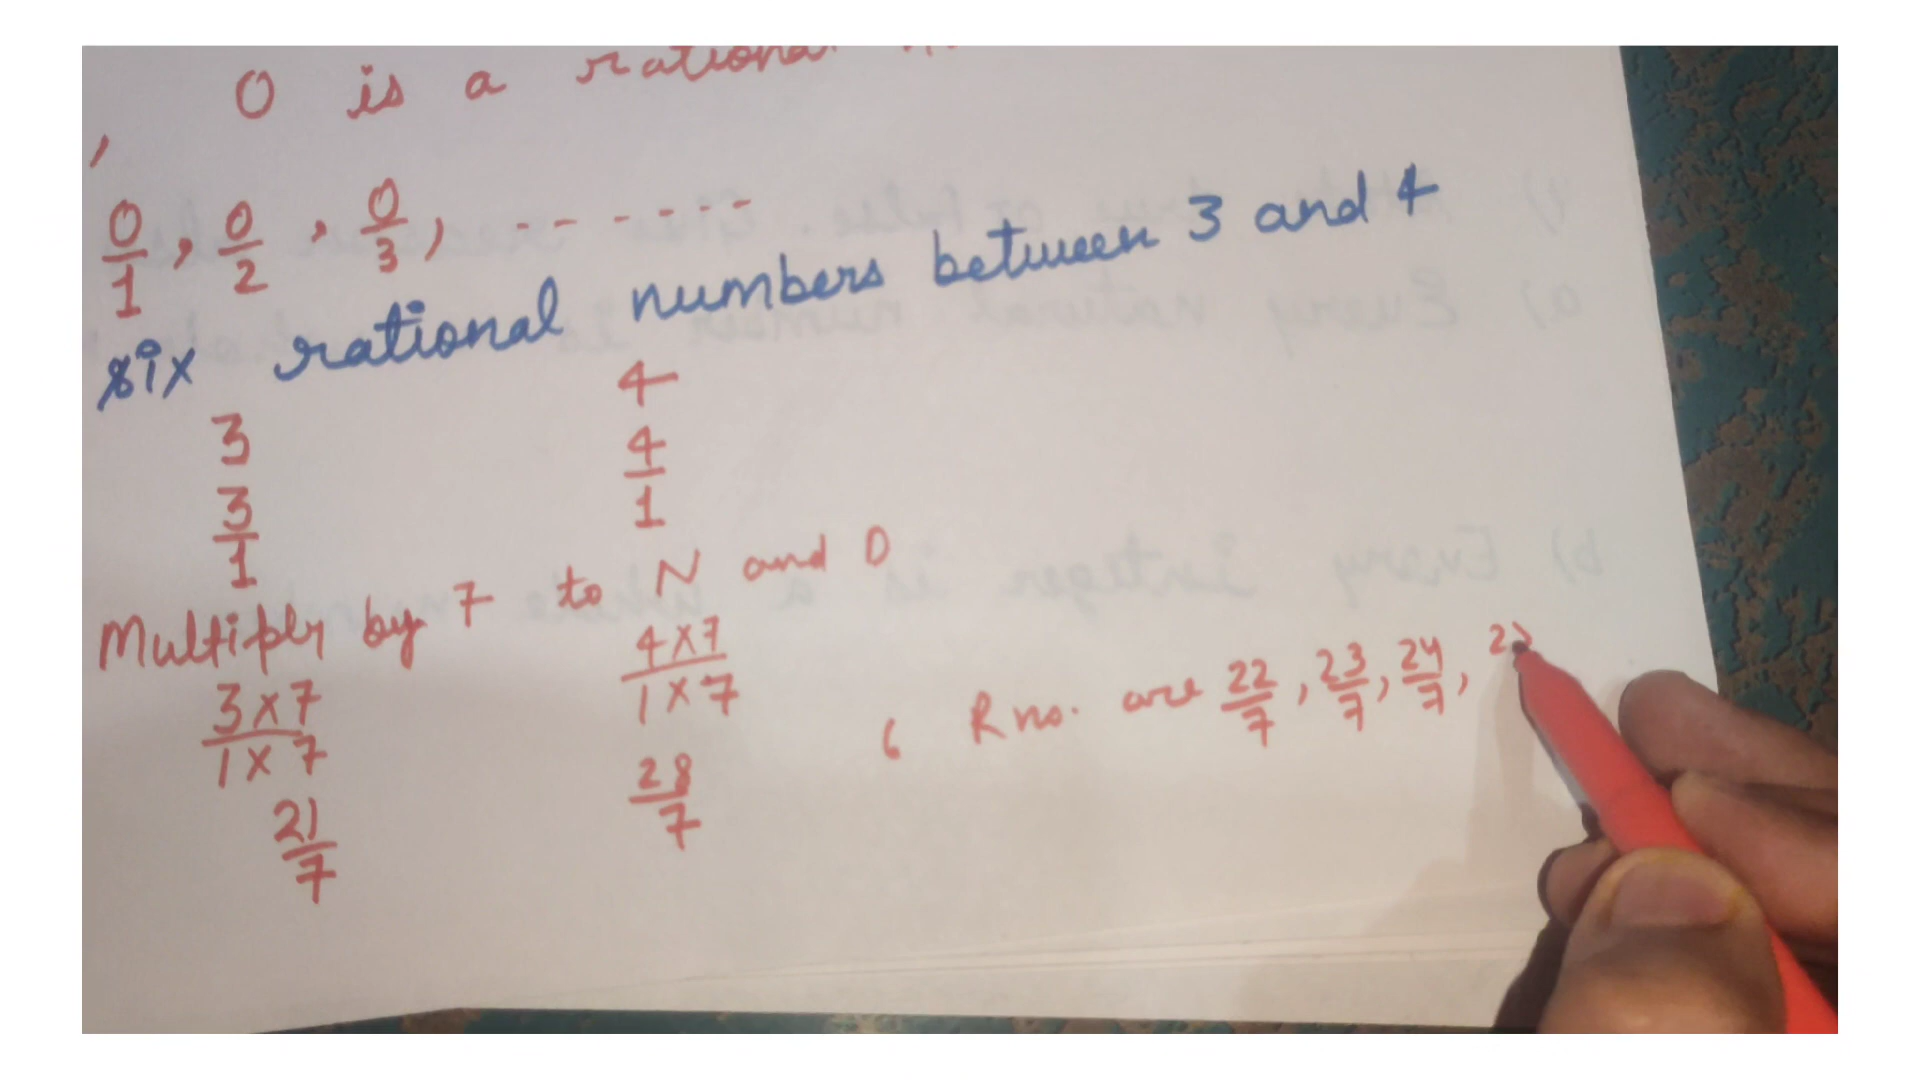 0 is a rational
,
0/1, 0/2, 0/3, - - - - - - -
six rational numbers between 3 and 4
3 4
3/1 4/1
Multiply by 7 to N and D
3×7/1×7 4×7/1×7
21/7 28/7
6 R no. are 22/7, 23/7, 24/7, 2